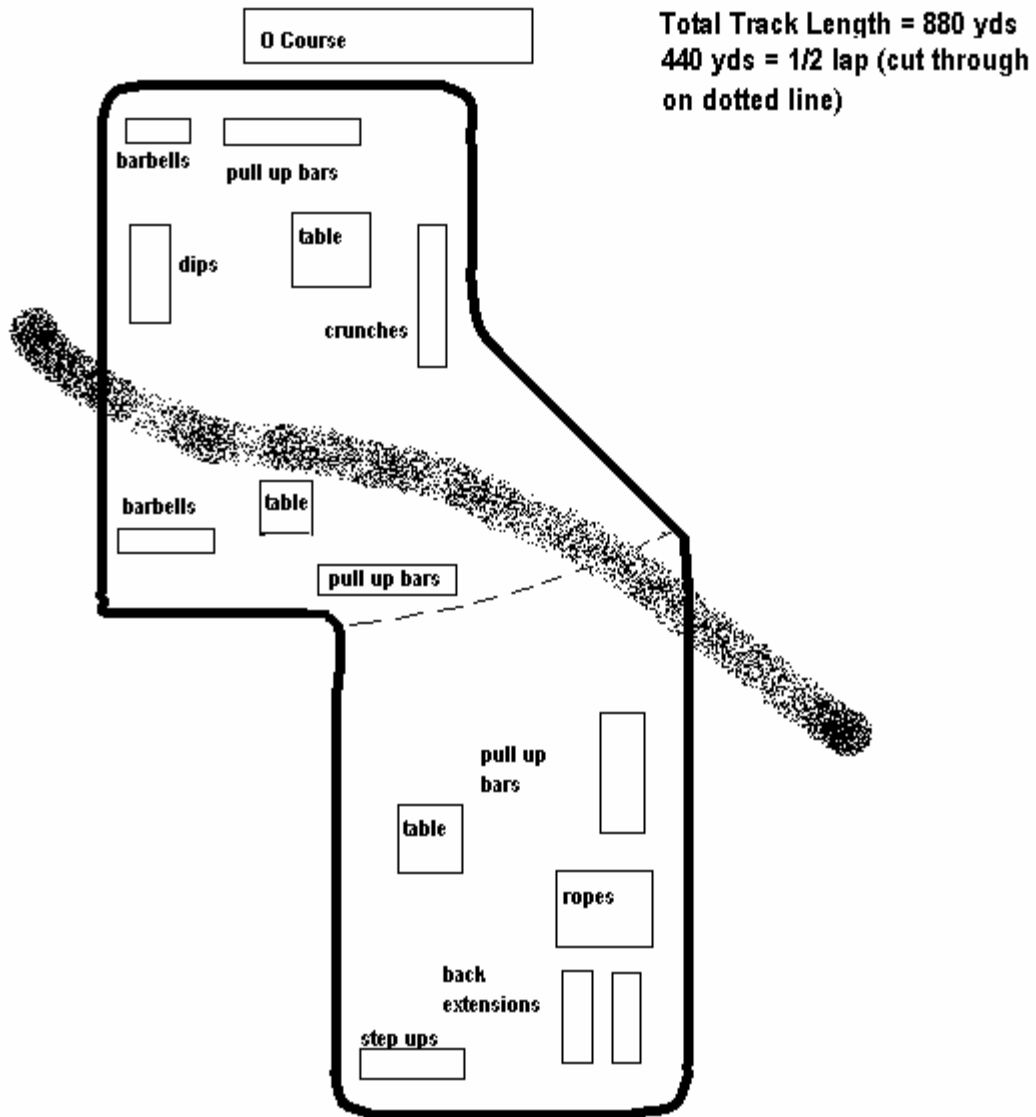 O Course
Total Track Length = 880 yds
440 yds = 1/2 lap (cut through
on dotted line)
barbells
pull up bars
table
dips
crunches
barbells
table
pull up bars
pull up
bars
table
ropes
back
extensions
step ups